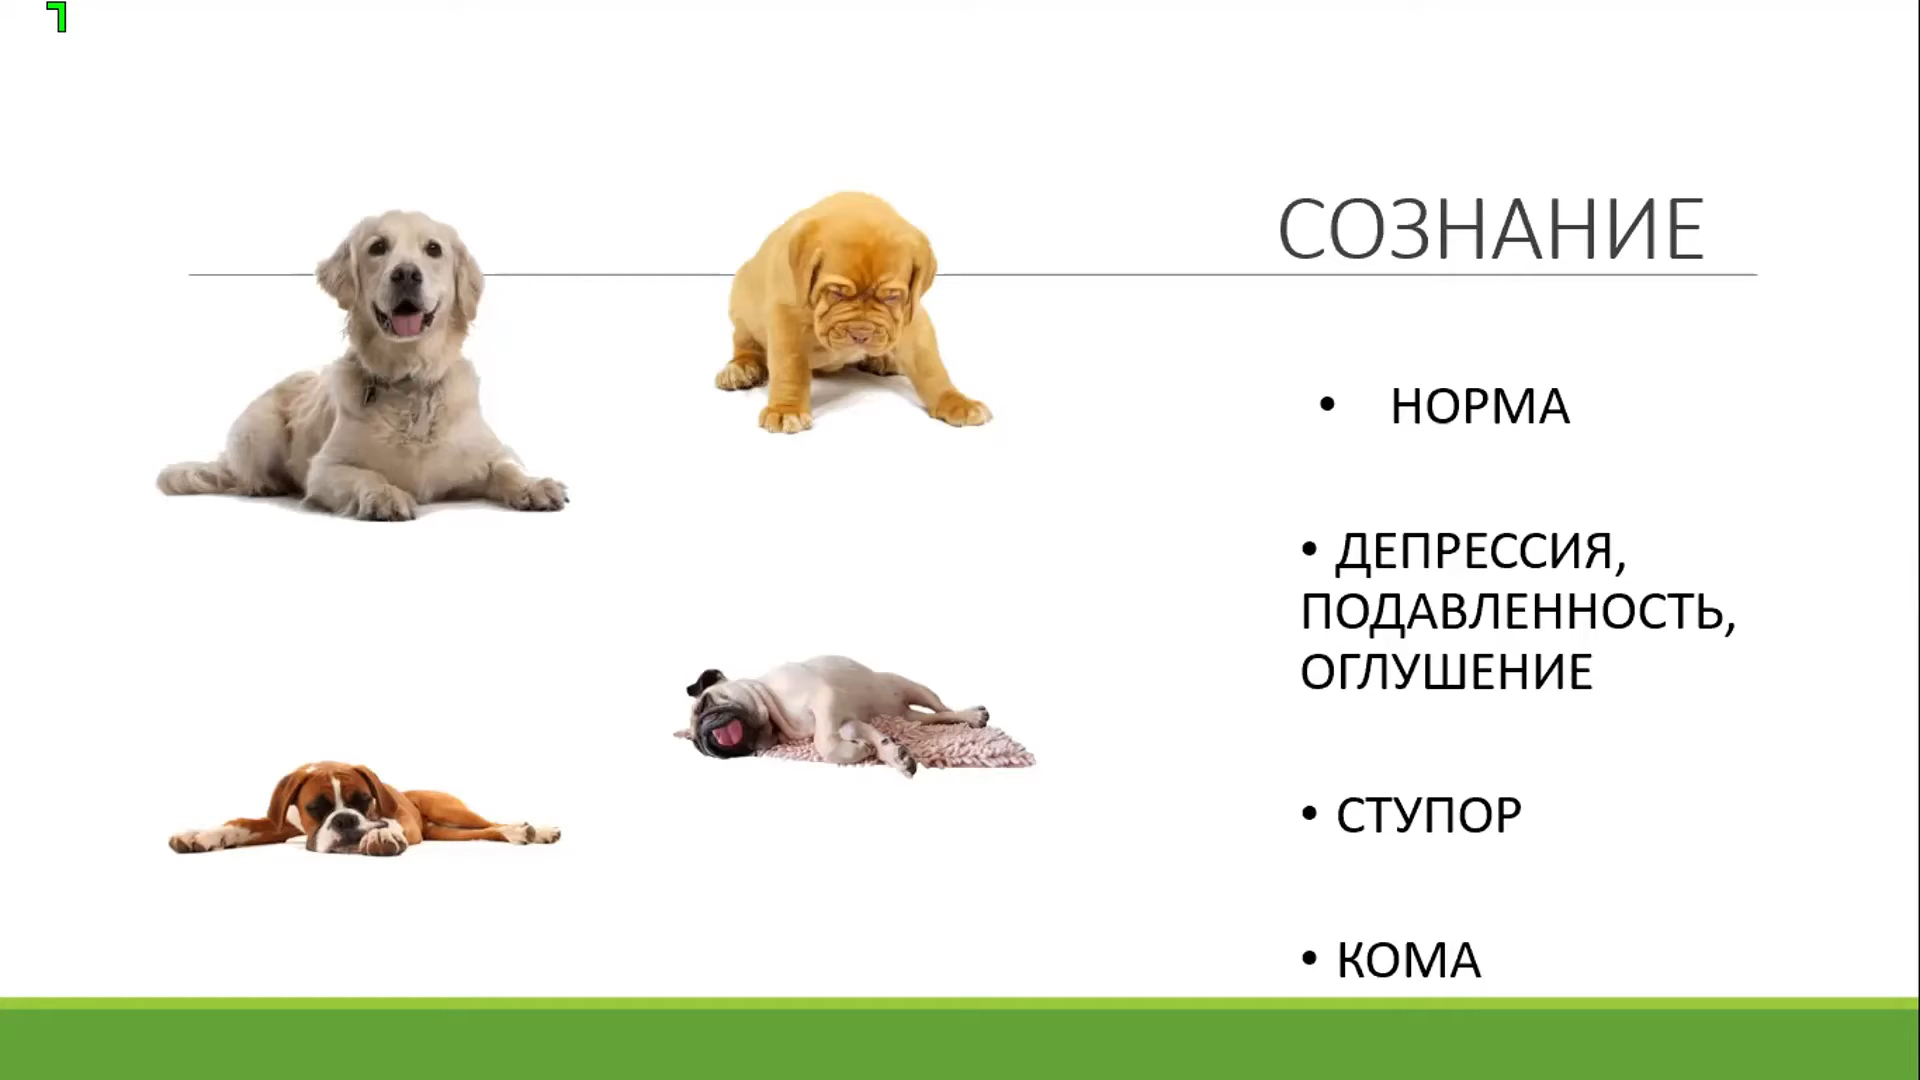 СОЗНАНИЕ
• НОРМА
• ДЕПРЕССИЯ,
ПОДАВЛЕННОСТЬ,
ОГЛУШЕНИЕ
• СТУПОР
• КОМА